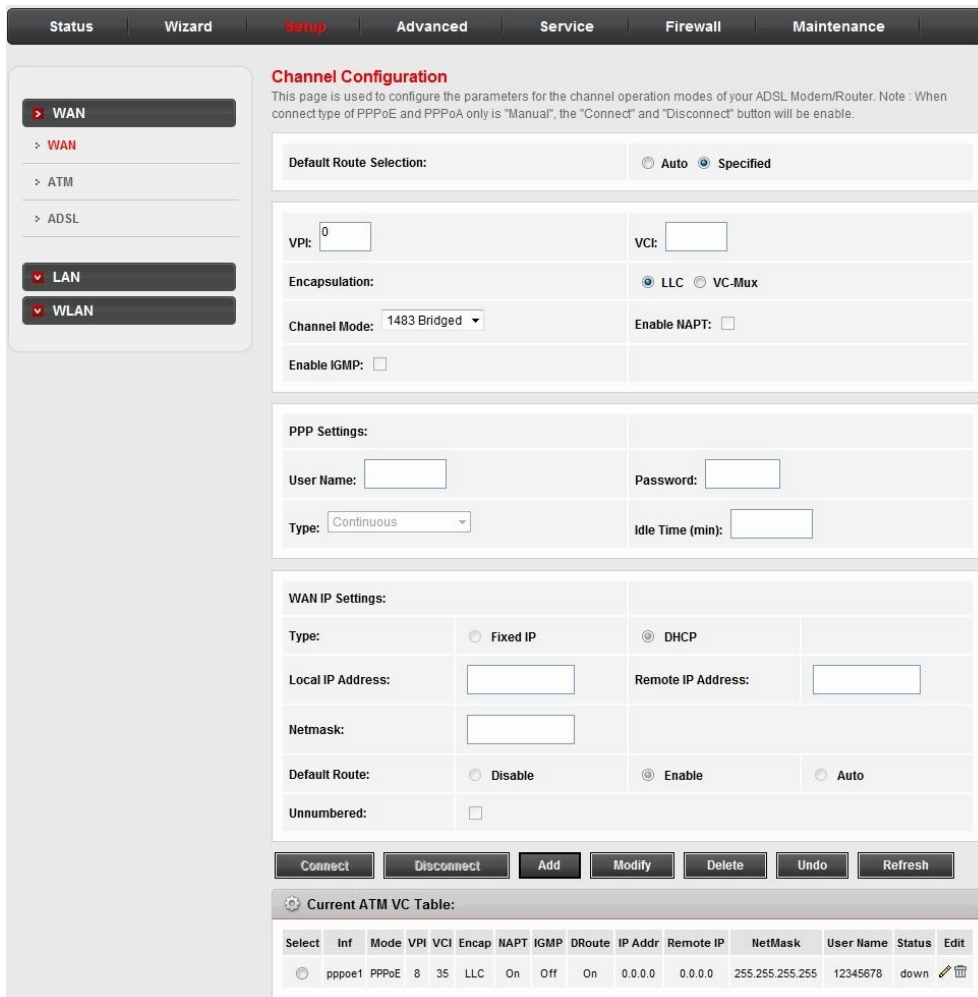 Status Wizard Setup Advanced Service Firewall Maintenance
WAN
WAN
ATM
ADSL
LAN
WLAN
Channel Configuration
This page is used to configure the parameters for the channel operation modes of your ADSL Modem/Router. Note : When
connect type of PPPoE and PPPoA only is "Manual", the "Connect" and "Disconnect" button will be enable.
Default Route Selection: Auto Specified
VPI: 0 VCI:
Encapsulation: LLC VC-Mux
Channel Mode: 1483 Bridged Enable NAPT:
Enable IGMP:
PPP Settings:
User Name: Password:
Type: Continuous Idle Time (min):
WAN IP Settings:
Type: Fixed IP DHCP
Local IP Address: Remote IP Address:
Netmask:
Default Route: Disable Enable Auto
Unnumbered:
Connect Disconnect Add Modify Delete Undo Refresh
Current ATM VC Table:
Select Inf Mode VPI VCI Encap NAPT IGMP DRoute IP Addr Remote IP NetMask User Name Status Edit
pppoe1 PPPoE 8 35 LLC On Off On 0.0.0.0 0.0.0.0 255.255.255.255 12345678 down